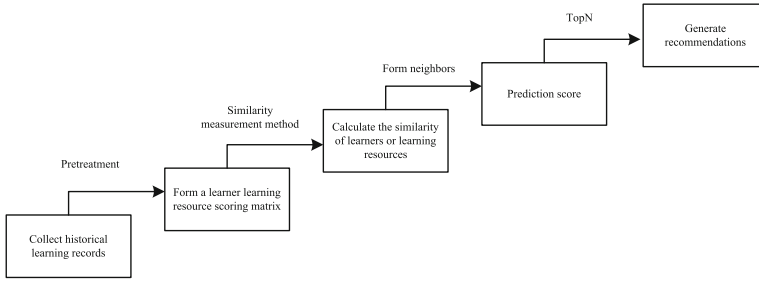 TopN
Generate
recommendations
Form neighbors
Prediction score
Similarity
measurement method
Calculate the similarity
of learners or learning
resources
Pretreatment
Form a learner learning
resource scoring matrix
Collect historical
learning records